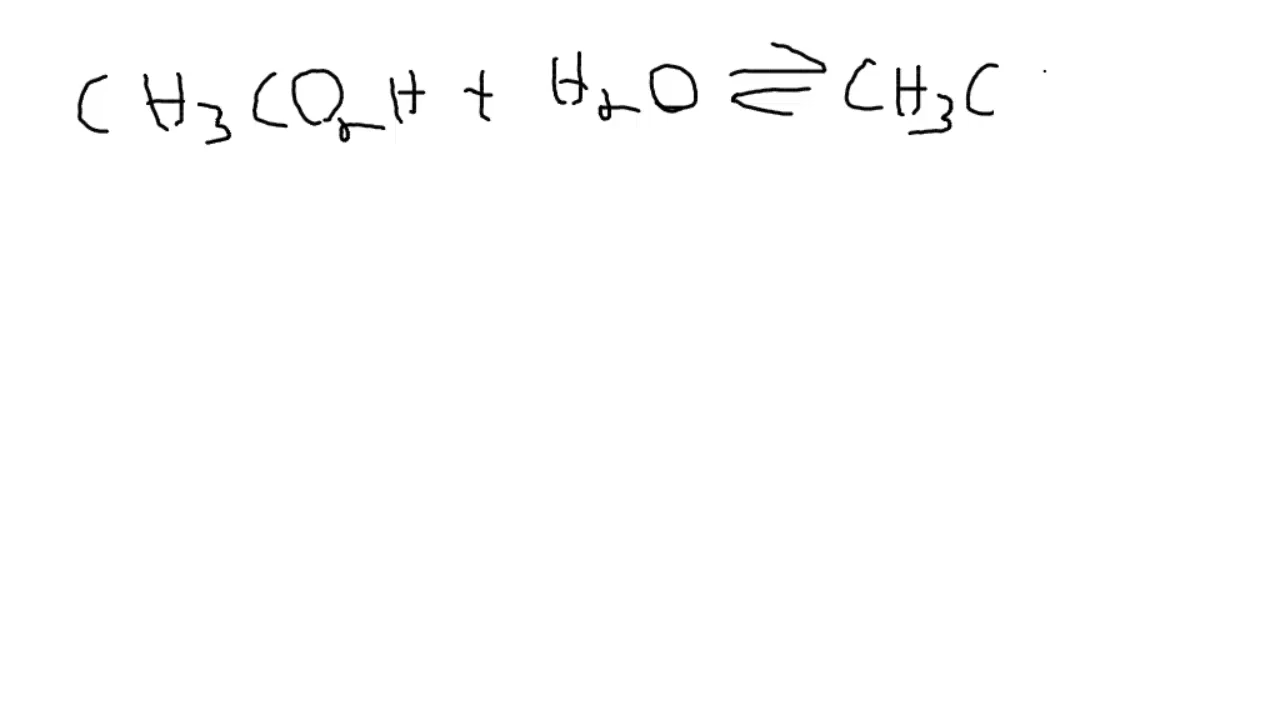 CH₃CO₂H + H₂O ⇌ CH₃C